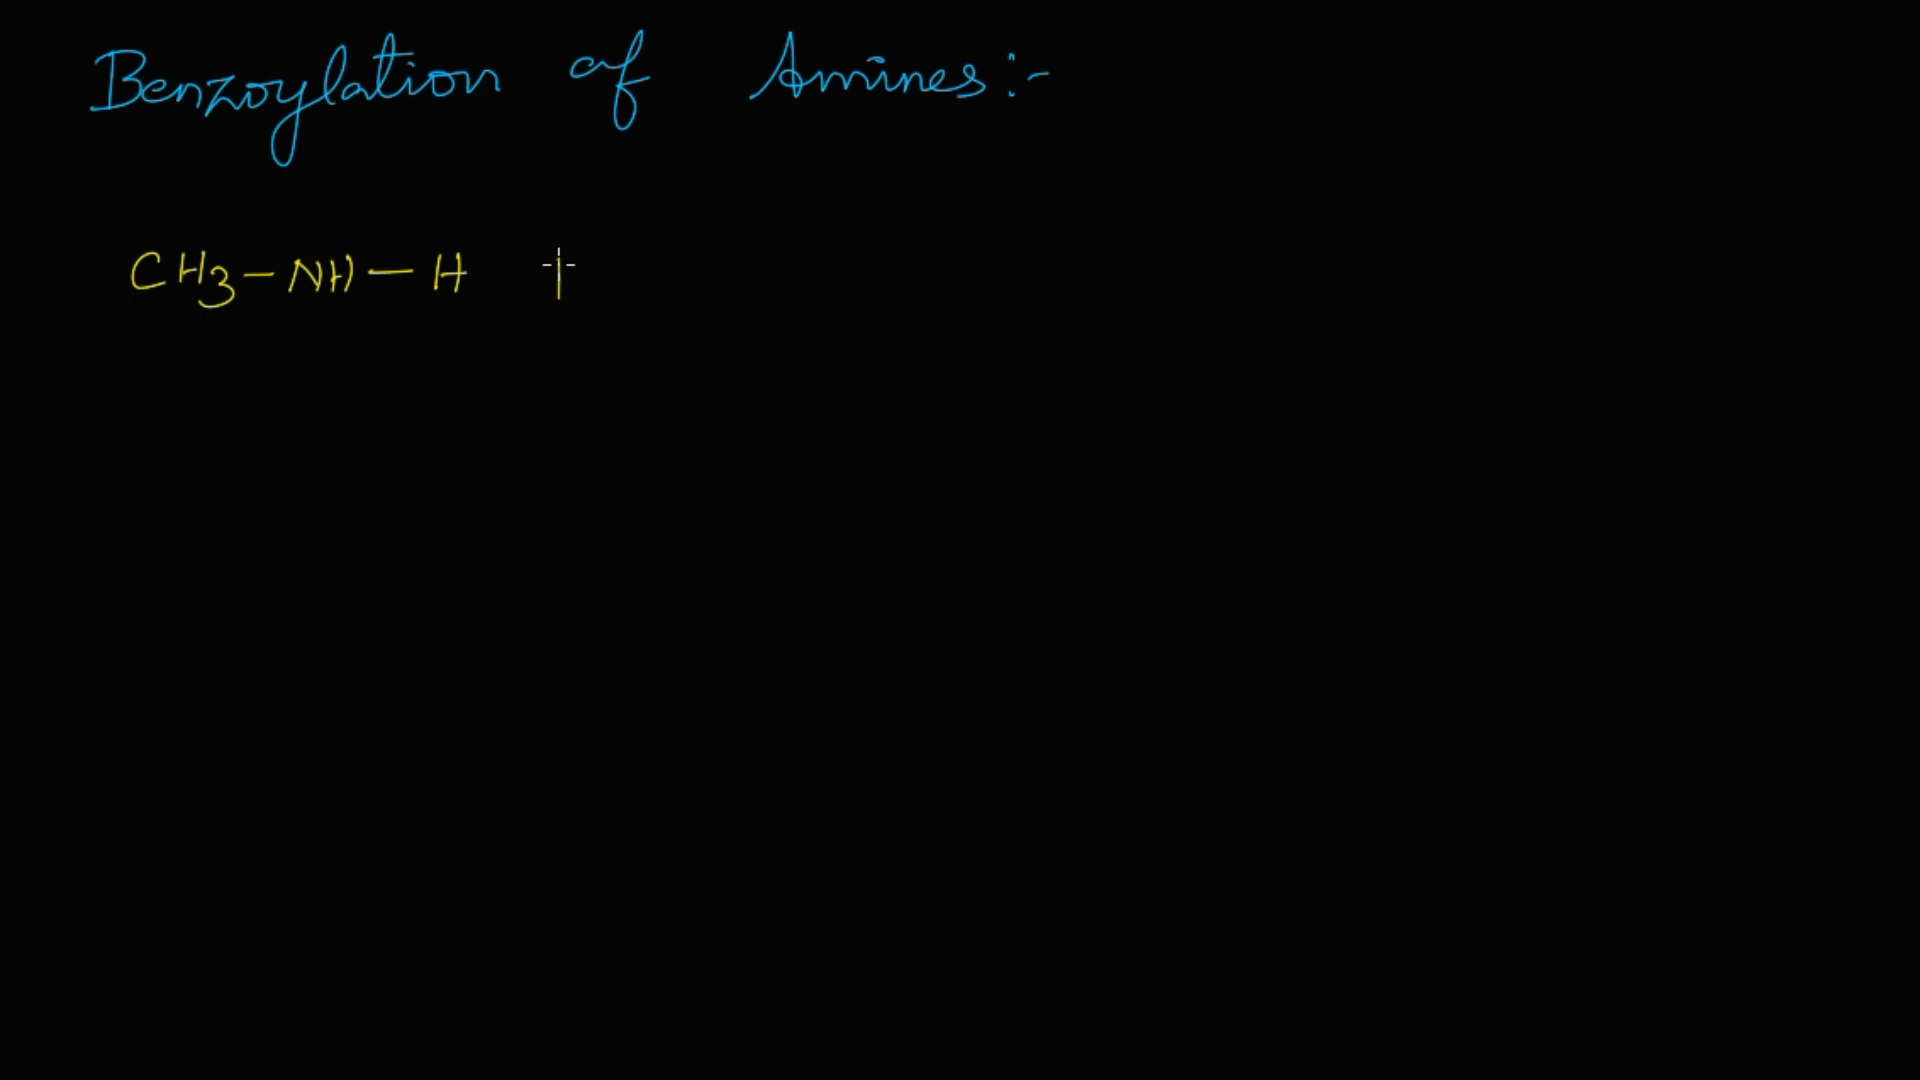 Benzoylation of Amines:-
CH3-NH-H +